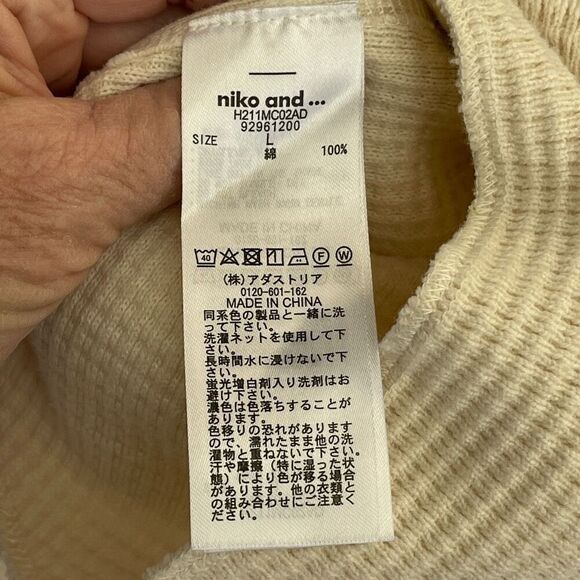 niko and ...
H211MC02AD
92961200
SIZE L
綿 100%
40 F W
(株)アダストリア
0120-601-162
MADE IN CHINA
同系色の製品と一緒に洗
って下さい。
洗濯ネットを使用して下
さい。
長時間水に浸けないで下
さい。
蛍光増白剤入り洗剤はお
避け下さい。
濃色は色落ちすることが
あります。
色移りの恐れがあります
ので、濡れたまま他の洗
濯物と重ねないで下さい。
汗や摩擦(特に湿った状
態)により色が移る場合
があります。他の衣類と
の組み合わせにご注意く
ださい。